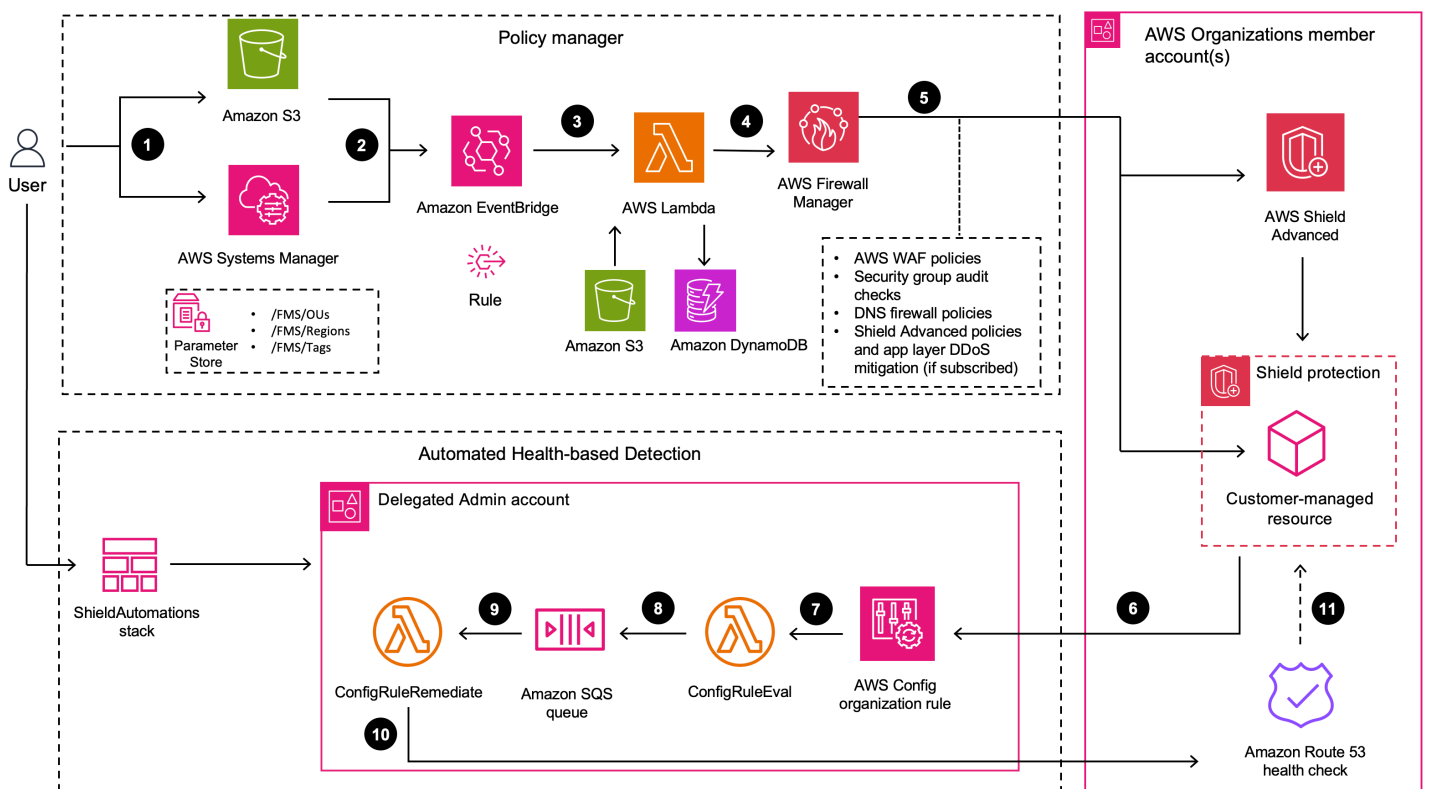 Policy manager
AWS Organizations member
account(s)
User
1
Amazon S3
AWS Systems Manager
Parameter
Store
• /FMS/OUs
• /FMS/Regions
• /FMS/Tags
2
Amazon EventBridge
Rule
3
AWS Lambda
Amazon S3
Amazon DynamoDB
4
AWS Firewall
Manager
5
• AWS WAF policies
• Security group audit
checks
• DNS firewall policies
• Shield Advanced policies
and app layer DDoS
mitigation (if subscribed)
AWS Shield
Advanced
Shield protection
Customer-managed
resource
Automated Health-based Detection
Delegated Admin account
ShieldAutomations
stack
6
AWS Config
organization rule
7
ConfigRuleEval
8
Amazon SQS
queue
9
ConfigRuleRemediate
10
11
Amazon Route 53
health check